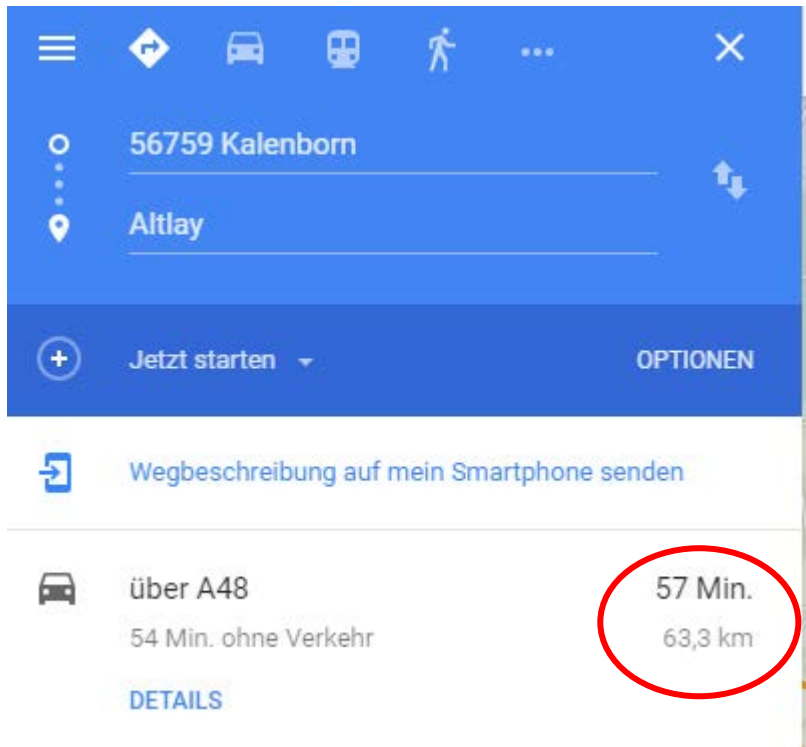 56759 Kalenborn
Altlay
Jetzt starten
OPTIONEN
Wegbeschreibung auf mein Smartphone senden
über A48 57 Min.
54 Min. ohne Verkehr 63,3 km
DETAILS